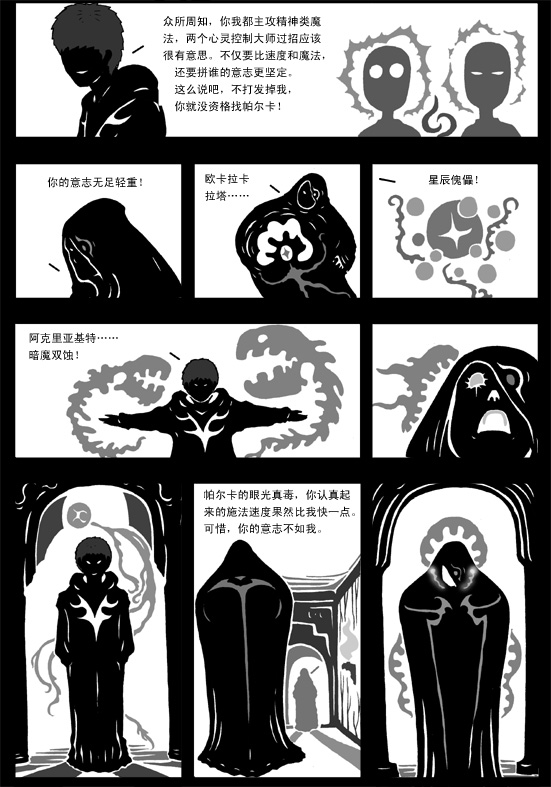 众所周知，你我都主攻精神类魔
法，两个心灵控制大师过招应该
很有意思。不仅要比速度和魔法，
还要拼谁的意志更坚定。
这么说吧，不打发掉我，
你就没资格找帕尔卡！
你的意志无足轻重！
欧卡拉卡
拉塔……
星辰傀儡！
阿克里亚基特……
暗魔双蚀！
帕尔卡的眼光真毒，你认真起
来的施法速度果然比我快一点。
可惜，你的意志不如我。